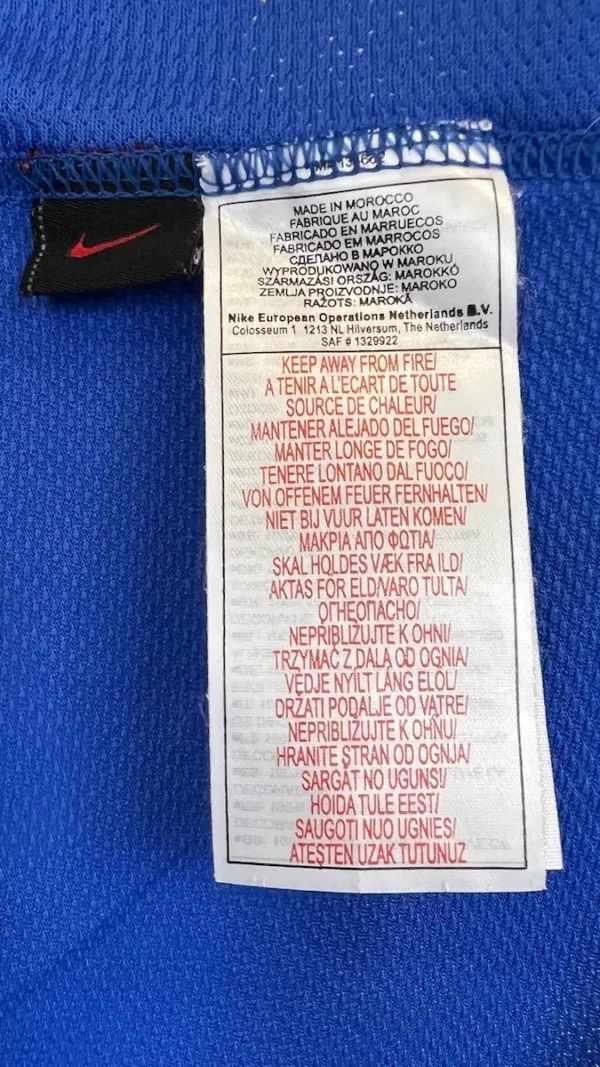 MADE IN MOROCCO
FABRIQUE AU MAROC
FABRICADO EN MARRUECOS
FABRICADO EM MARROCOS
СДЕЛАНО В МАРОККО
WYPRODUKOWANO W MAROKU
SZÁRMAZÁSI ORSZÁG: MAROKKÓ
ZEMLJA PROIZVODNJE: MAROKO
RAŽOTS: MAROKĀ
Nike European Operations Netherlands B.V.
Colosseum 1 1213 NL Hilversum, The Netherlands
SAF # 1329922
KEEP AWAY FROM FIRE/
A TENIR A L'ECART DE TOUTE
SOURCE DE CHALEUR/
MANTENER ALEJADO DEL FUEGO/
MANTER LONGE DE FOGO/
TENERE LONTANO DAL FUOCO/
VON OFFENEM FEUER FERNHALTEN/
NIET BIJ VUUR LATEN KOMEN/
ΜΑΚΡΙΑ ΑΠΟ ΦΩΤΙΑ/
SKAL HOLDES VÆK FRA ILD/
AKTAS FOR ELD/VARO TULTA/
ОГНЕОПАСНО/
NEPŘIBLIŽUJTE K OHNI/
TRZYMAĆ Z DALA OD OGNIA/
VÉDJE NYILT LÁNG ELÖL/
DRŽATI PODALJE OD VATRE/
NEPRIBLIŽUJTE K OHŇU/
HRANITE STRAN OD OGNJA/
SARGĀT NO UGUNS/
HOIDA TULE EEST/
SAUGOTI NUO UGNIES/
ATEŞTEN UZAK TUTUNUZ